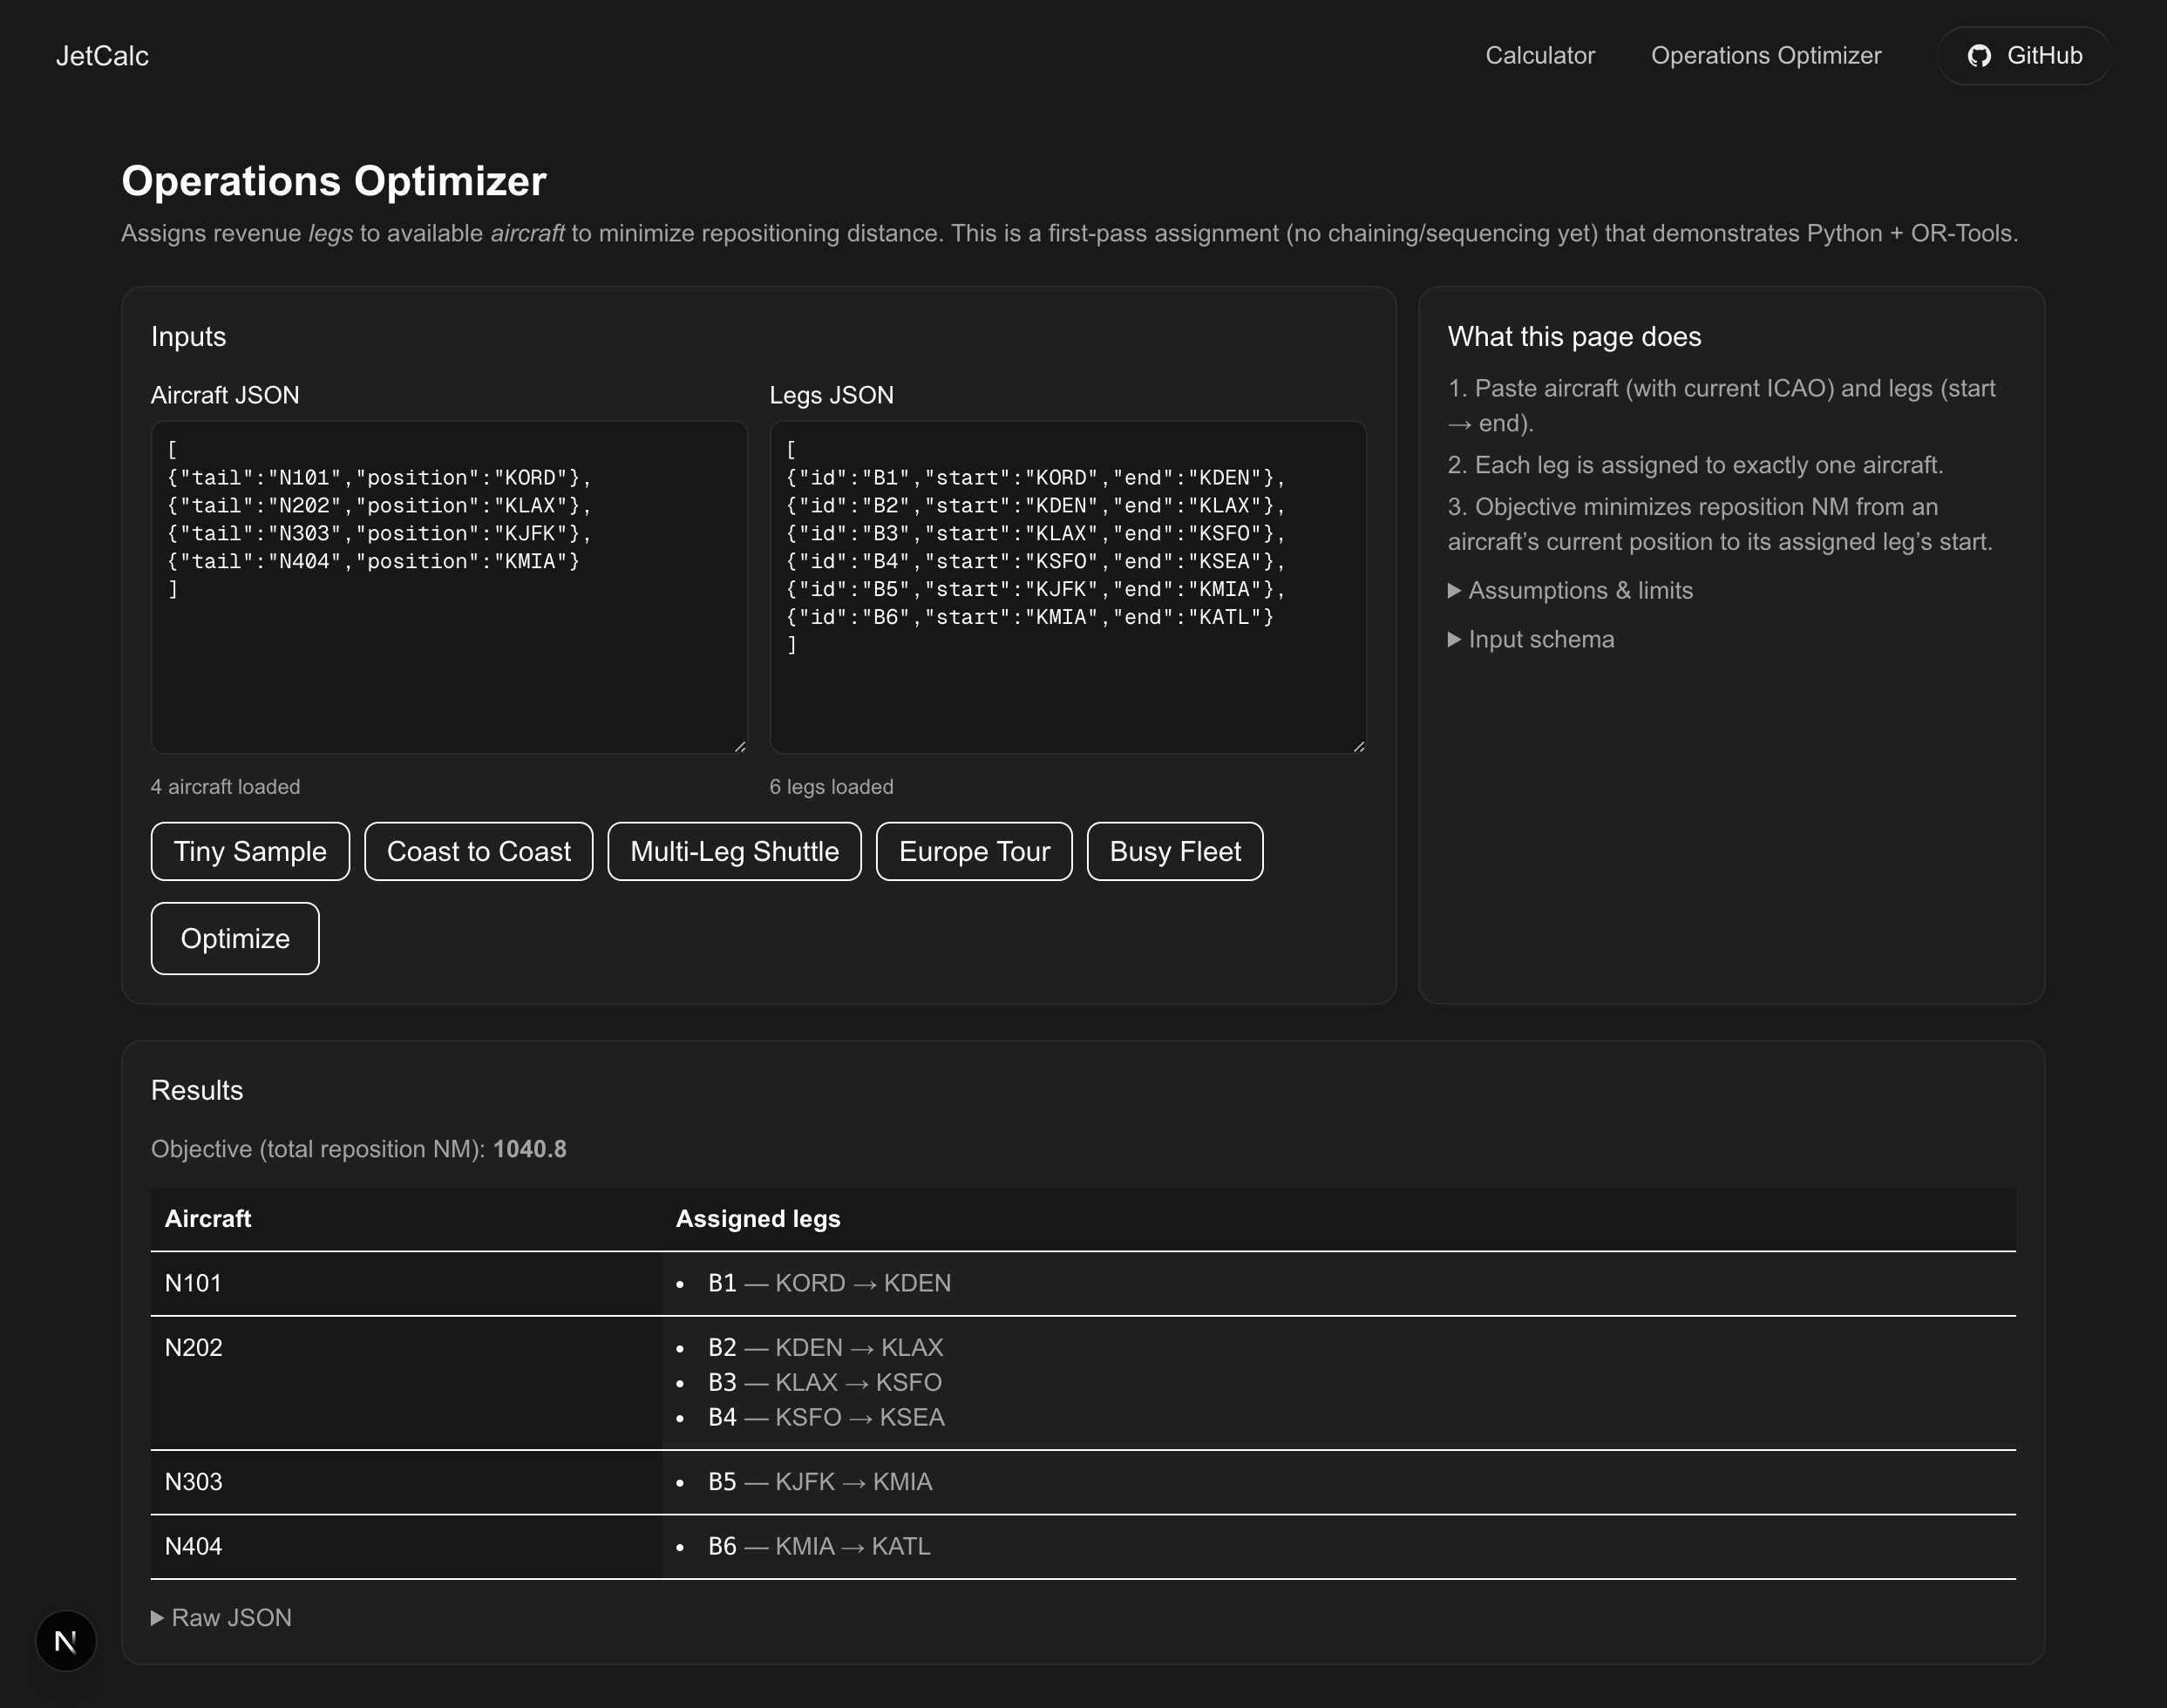 JetCalc
Calculator
Operations Optimizer
GitHub
Operations Optimizer
Assigns revenue legs to available aircraft to minimize repositioning distance. This is a first-pass assignment (no chaining/sequencing yet) that demonstrates Python + OR-Tools.
Inputs
Aircraft JSON
[
{"tail":"N101","position":"KORD"},
{"tail":"N202","position":"KLAX"},
{"tail":"N303","position":"KJFK"},
{"tail":"N404","position":"KMIA"}
]
4 aircraft loaded
Legs JSON
[
{"id":"B1","start":"KORD","end":"KDEN"},
{"id":"B2","start":"KDEN","end":"KLAX"},
{"id":"B3","start":"KLAX","end":"KSFO"},
{"id":"B4","start":"KSFO","end":"KSEA"},
{"id":"B5","start":"KJFK","end":"KMIA"},
{"id":"B6","start":"KMIA","end":"KATL"}
]
6 legs loaded
Tiny Sample
Coast to Coast
Multi-Leg Shuttle
Europe Tour
Busy Fleet
Optimize
What this page does
1. Paste aircraft (with current ICAO) and legs (start
→ end).
2. Each leg is assigned to exactly one aircraft.
3. Objective minimizes reposition NM from an
aircraft’s current position to its assigned leg’s start.
▶ Assumptions & limits
▶ Input schema
Results
Objective (total reposition NM): 1040.8
Aircraft
Assigned legs
N101
• B1 — KORD → KDEN
N202
• B2 — KDEN → KLAX
• B3 — KLAX → KSFO
• B4 — KSFO → KSEA
N303
• B5 — KJFK → KMIA
N404
• B6 — KMIA → KATL
▶ Raw JSON
N